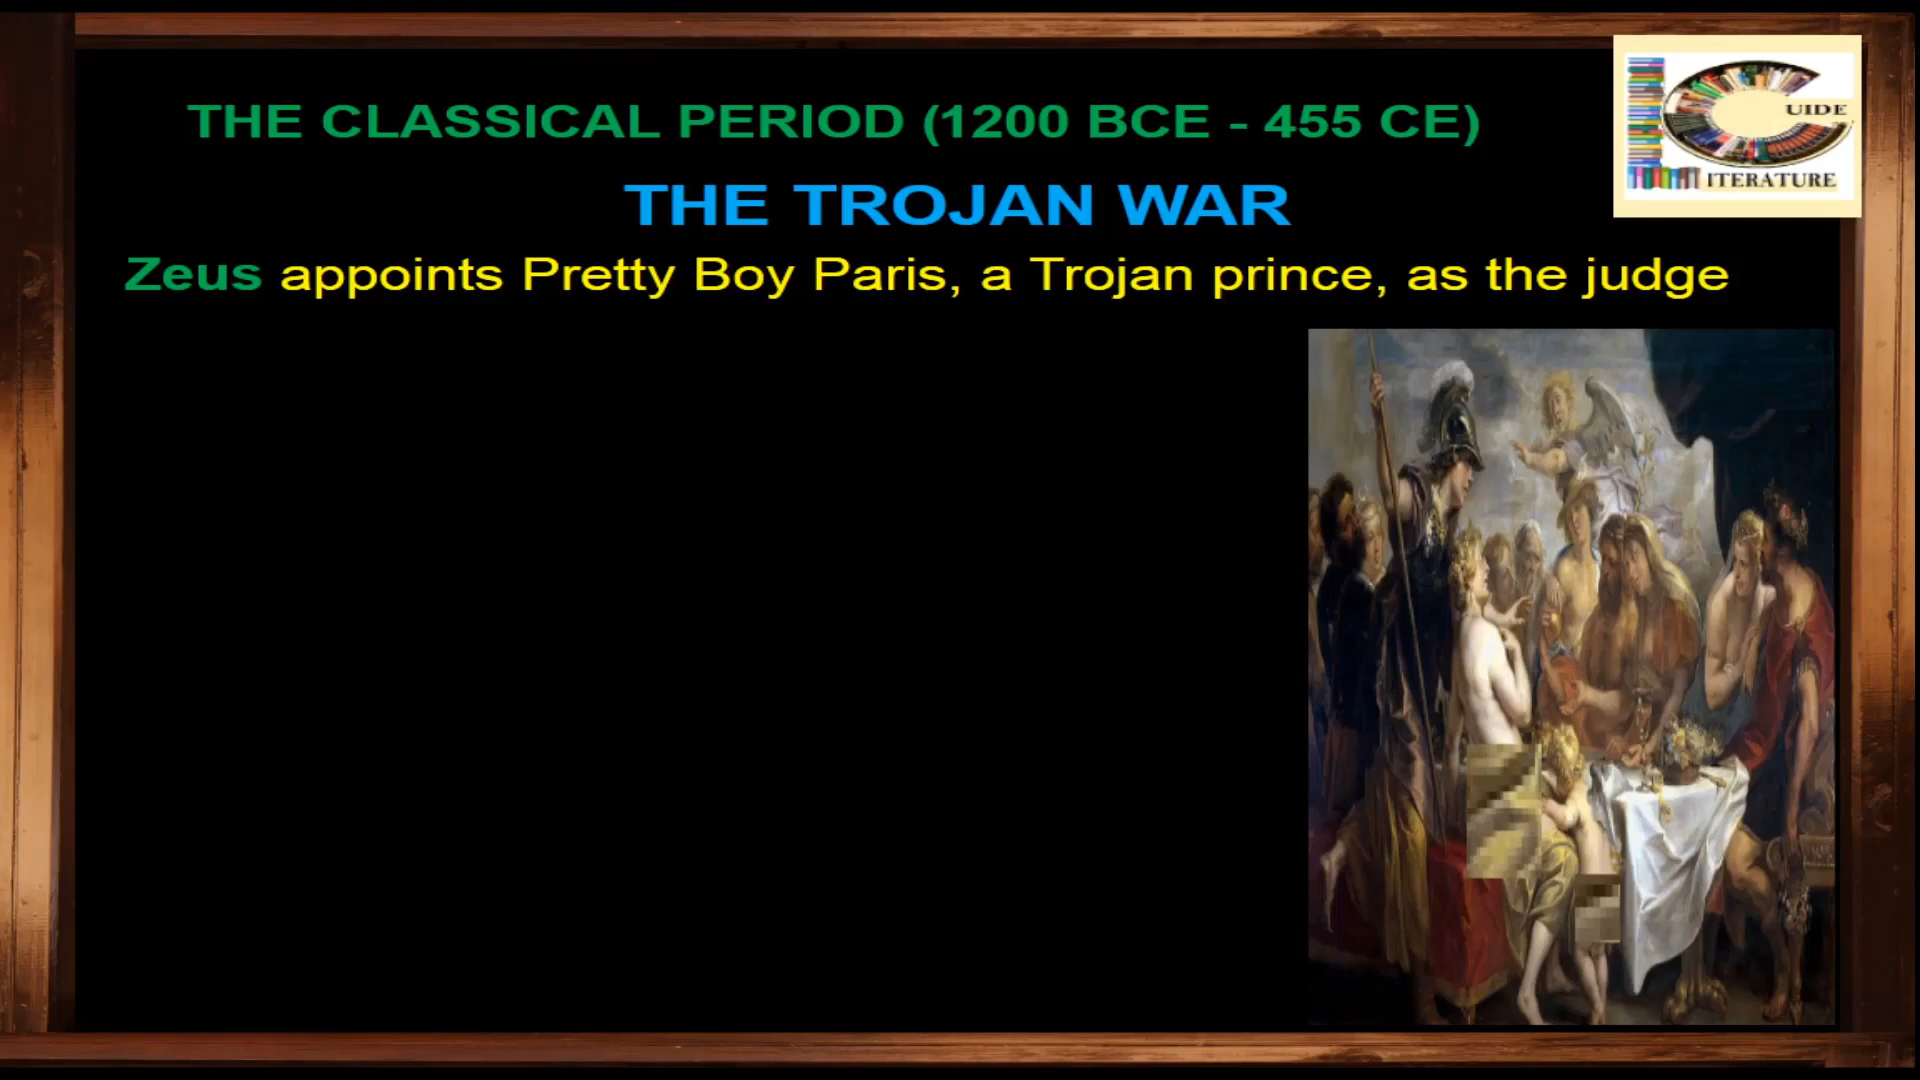 THE CLASSICAL PERIOD (1200 BCE - 455 CE)
UIDE
ITERATURE
THE TROJAN WAR
Zeus appoints Pretty Boy Paris, a Trojan prince, as the judge